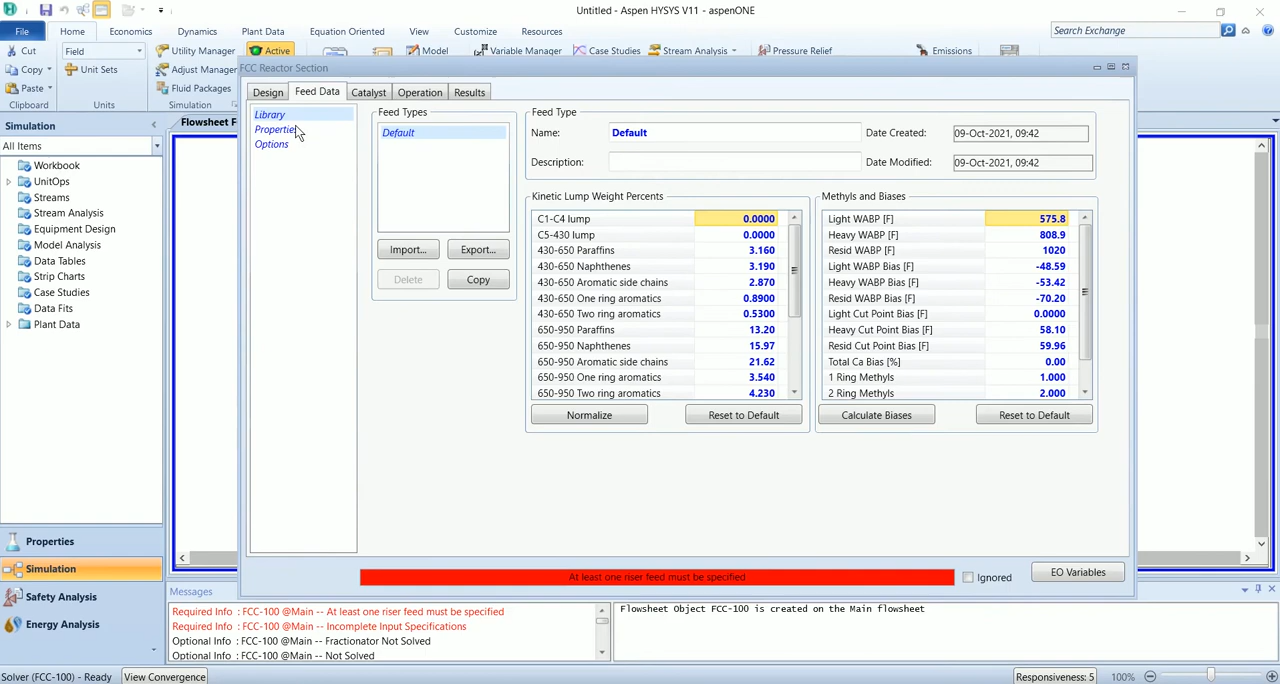 Untitled - Aspen HYSYS V11 - aspenONE
File Home Economics Dynamics Plant Data Equation Oriented View Customize Resources
Search Exchange
Cut
Copy
Paste
Clipboard
Field
Unit Sets
Units
Utility Manager
Adjust Manager
Fluid Packages
Simulation
Active
Model
Variable Manager
Case Studies
Stream Analysis
Pressure Relief
Emissions
Simulation
All Items
Workbook
UnitOps
Streams
Stream Analysis
Equipment Design
Model Analysis
Data Tables
Strip Charts
Case Studies
Data Fits
Plant Data
Properties
Simulation
Safety Analysis
Energy Analysis
Flowsheet F
FCC Reactor Section
Design Feed Data Catalyst Operation Results
Library
Properties
Options
Feed Types
Default
Import... Export...
Delete Copy
Feed Type
Name: Default Date Created: 09-Oct-2021, 09:42
Description: Date Modified: 09-Oct-2021, 09:42
Kinetic Lump Weight Percents
C1-C4 lump 0.0000
C5-430 lump 0.0000
430-650 Paraffins 3.160
430-650 Naphthenes 3.190
430-650 Aromatic side chains 2.870
430-650 One ring aromatics 0.8900
430-650 Two ring aromatics 0.5300
650-950 Paraffins 13.20
650-950 Naphthenes 15.97
650-950 Aromatic side chains 21.62
650-950 One ring aromatics 3.540
650-950 Two ring aromatics 4.230
Normalize Reset to Default
Methyls and Biases
Light WABP [F] 575.8
Heavy WABP [F] 808.9
Resid WABP [F] 1020
Light WABP Bias [F] -48.59
Heavy WABP Bias [F] -53.42
Resid WABP Bias [F] -70.20
Light Cut Point Bias [F] 0.0000
Heavy Cut Point Bias [F] 58.10
Resid Cut Point Bias [F] 59.96
Total Ca Bias [%] 0.00
1 Ring Methyls 1.000
2 Ring Methyls 2.000
Calculate Biases Reset to Default
At least one riser feed must be specified
Ignored
EO Variables
Messages
Required Info : FCC-100 @Main -- At least one riser feed must be specified
Required Info : FCC-100 @Main -- Incomplete Input Specifications
Optional Info : FCC-100 @Main -- Fractionator Not Solved
Optional Info : FCC-100 @Main -- Not Solved
Flowsheet Object FCC-100 is created on the Main flowsheet
Solver (FCC-100) - Ready View Convergence Responsiveness: 5 100%